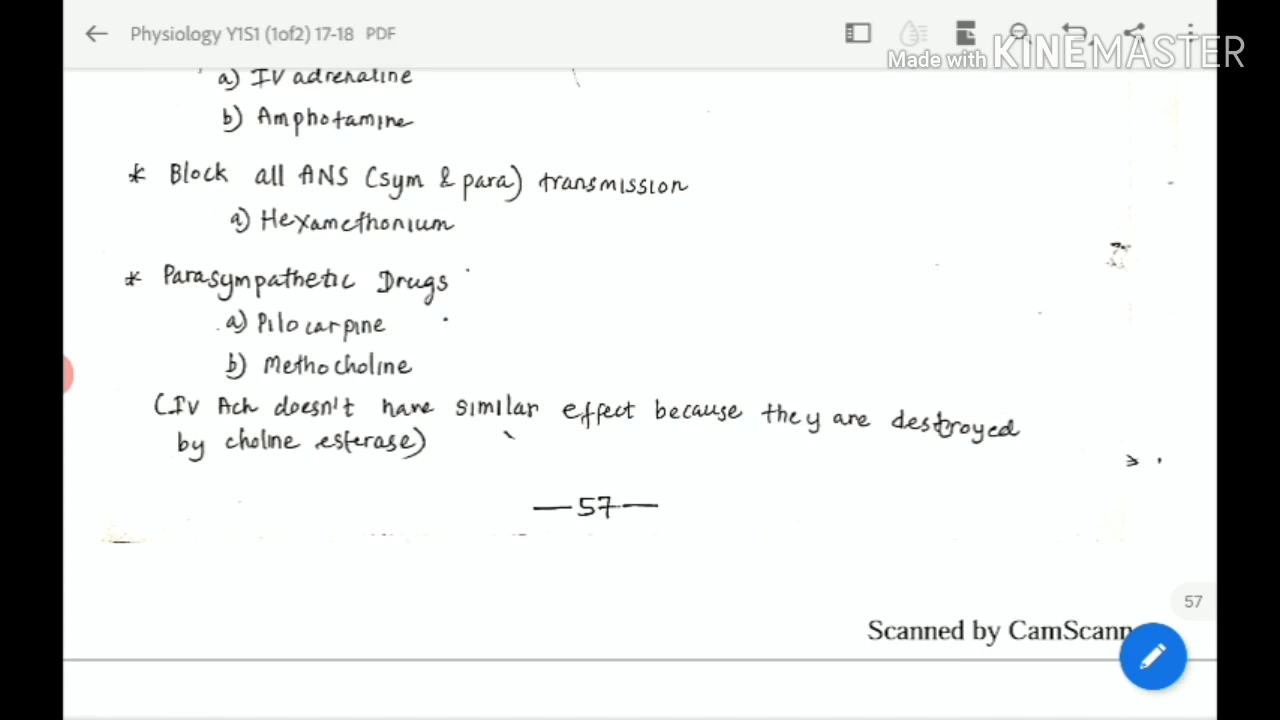 Physiology Y1S1 (1of2) 17-18 PDF
Made with KINEMASTER
a) IV adrenaline
b) Amphotamine
* Block all ANS (sym & para) transmission
a) Hexamethonium
* Parasympathetic Drugs
a) Pilocarpine
b) Methocholine
(IV Ach doesn't have similar effect because they are destroyed
by choline esterase)
—57—
57
Scanned by CamScann